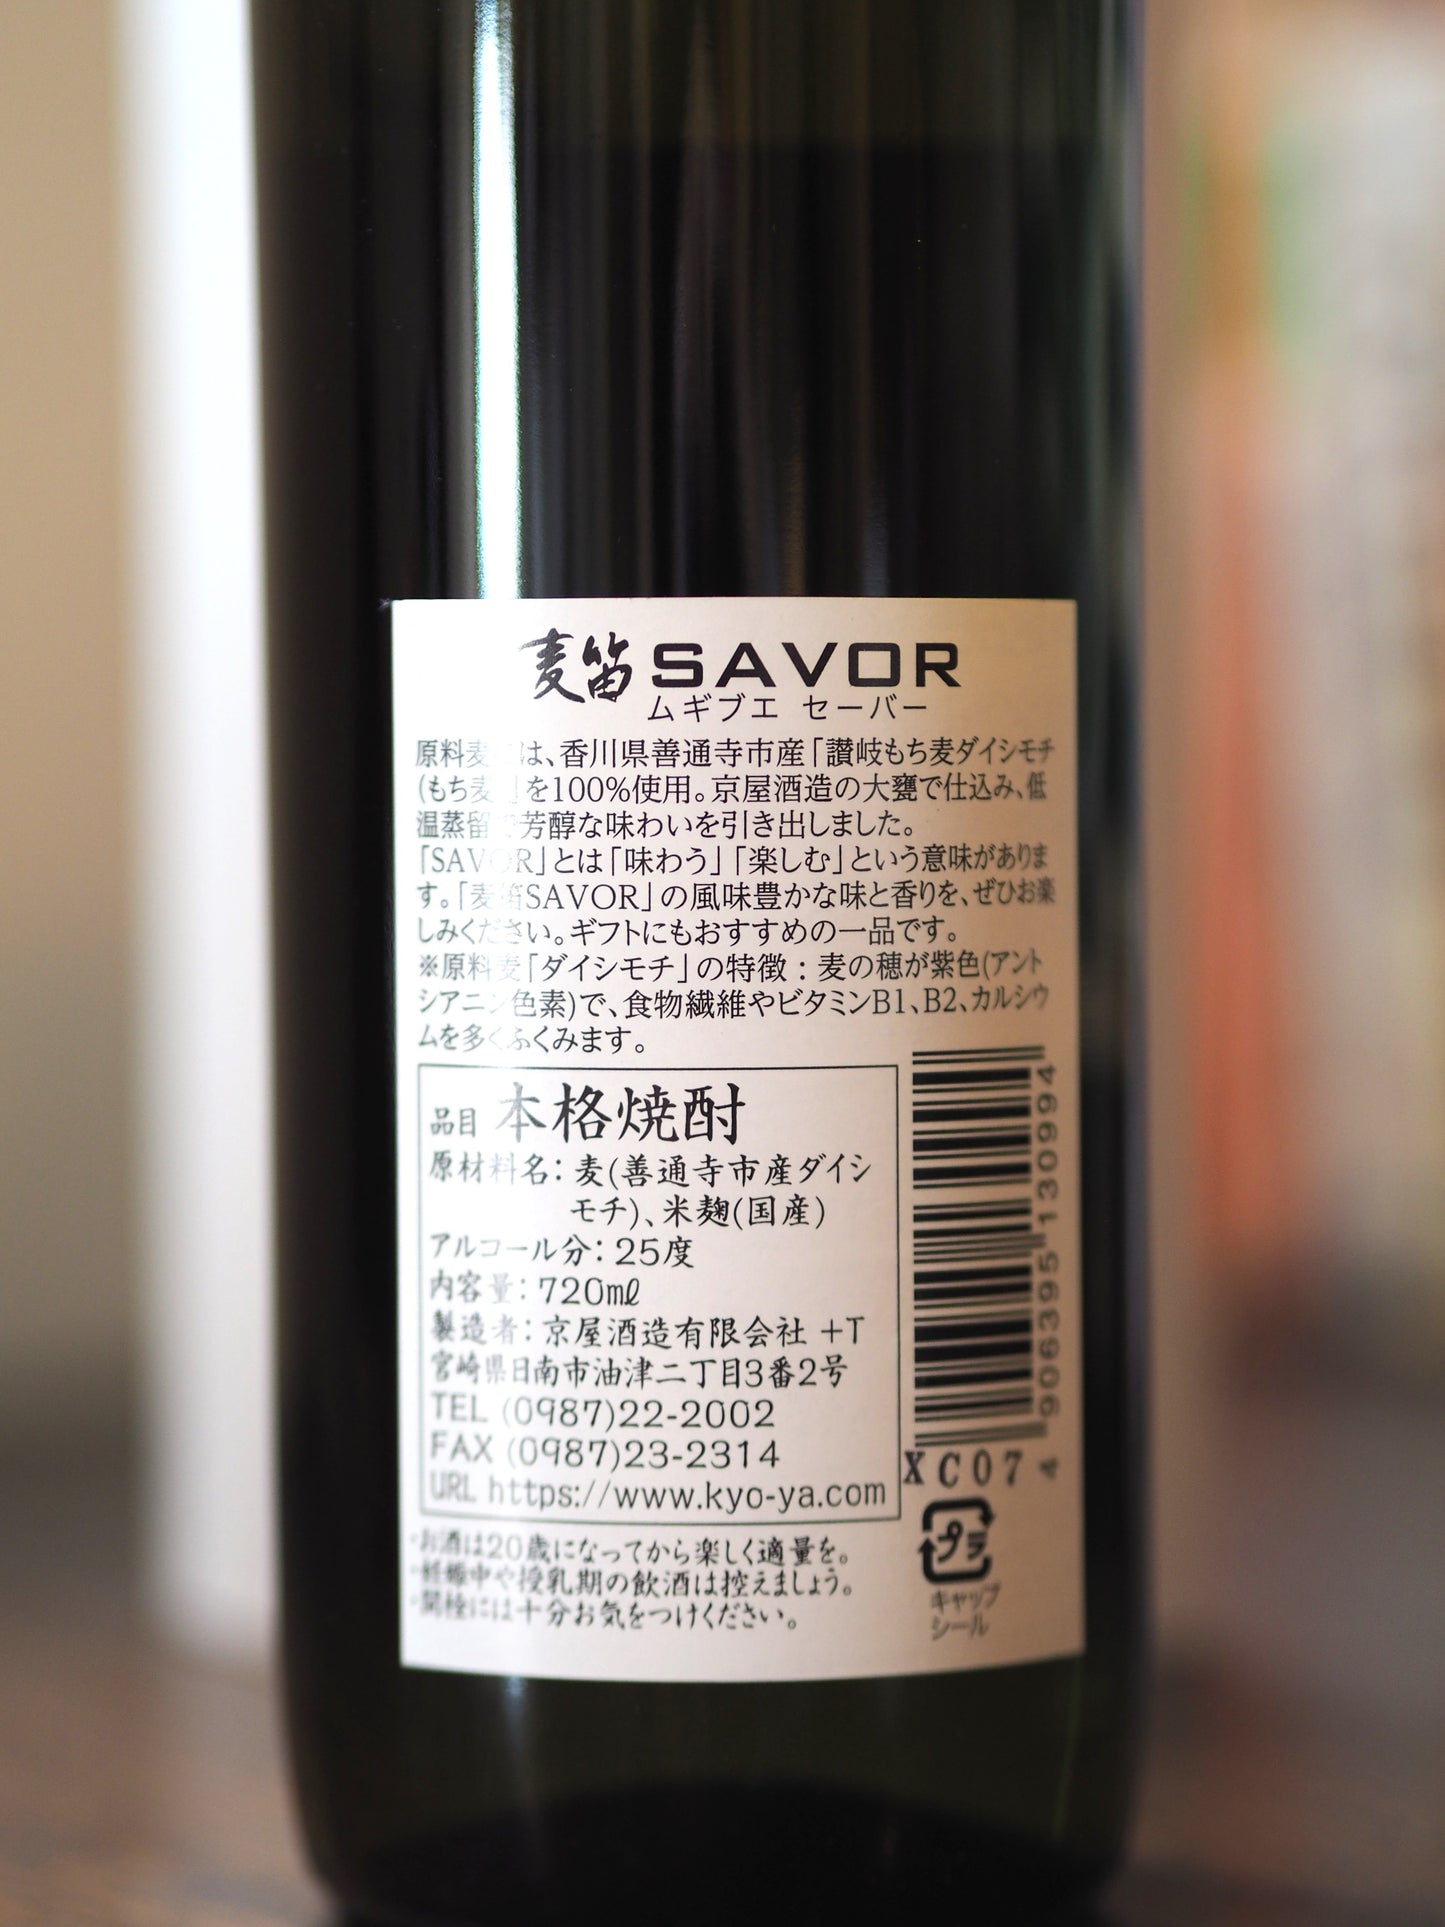 麦笛SAVOR
ムギブエ セーバー
原料麦には、香川県善通寺市産「讃岐もち麦ダイシモチ
(もち麦)」を100%使用。京屋酒造の大甕で仕込み、低
温蒸留で芳醇な味わいを引き出しました。
「SAVOR」とは「味わう」「楽しむ」という意味がありま
す。「麦笛SAVOR」の風味豊かな味と香りを、ぜひお楽
しみください。ギフトにもおすすめの一品です。
※原料麦「ダイシモチ」の特徴：麦の穂が紫色(アント
シアニン色素)で、食物繊維やビタミンB1、B2、カルシウ
ムを多くふくみます。
品目 本格焼酎
原材料名：麦(善通寺市産ダイシ
モチ)、米麹(国産)
アルコール分：25度
内容量：720mℓ
製造者：京屋酒造有限会社 +T
宮崎県日南市油津二丁目3番2号
TEL (0987)22-2002
FAX (0987)23-2314
URL https://www.kyo-ya.com
4 906395 130994
XC07
プラ
キャップ
シール
・お酒は20歳になってから楽しく適量を。
・妊娠中や授乳期の飲酒は控えましょう。
・開栓には十分お気をつけください。